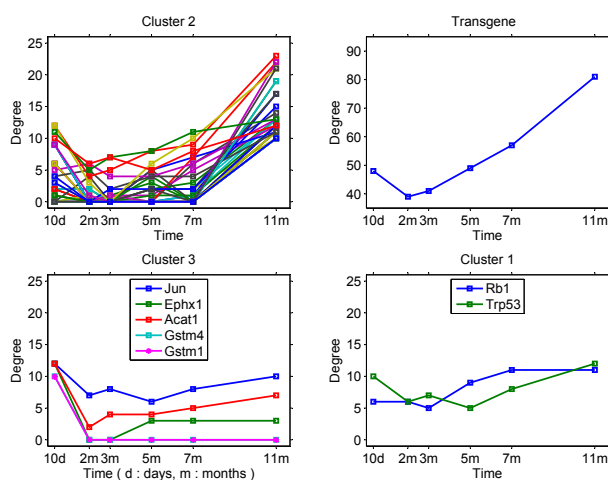 Cluster 2
Degree
25
20
15
10
5
0
10d 2m 3m 5m 7m 11m
Time
Transgene
Degree
90
80
70
60
50
40
10d 2m 3m 5m 7m 11m
Time
Cluster 3
Degree
25
20
15
10
5
0
Jun
Ephx1
Acat1
Gstm4
Gstm1
10d 2m 3m 5m 7m 11m
Time ( d : days, m : months )
Cluster 1
Degree
25
20
15
10
5
0
Rb1
Trp53
10d 2m 3m 5m 7m 11m
Time